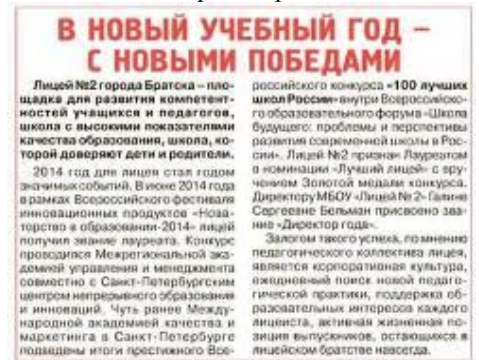 В НОВЫЙ УЧЕБНЫЙ ГОД –
С НОВЫМИ ПОБЕДАМИ
Лицей №2 города Братска – пло-
щадка для развития компетент-
ностей учащихся и педагогов,
школа с высокими показателями
качества образования, школа, ко-
торой доверяют дети и родители.
2014 год для лицея стал годом
значимых событий. В июне 2014 года
в рамках Всероссийского фестиваля
инновационных продуктов «Нова-
торство в образовании-2014» лицей
получил звание лауреата. Конкурс
проводился Межрегиональной ака-
демией управления и менеджмента
совместно с Санкт-Петербургским
центром непрерывного образования
и инноваций. Чуть ранее Между-
народной академией качества и
маркетинга в Санкт-Петербурге
подведены итоги престижного Все-
российского конкурса «100 лучших
школ России» внутри Всероссийско-
го образовательного форума «Школа
будущего: проблемы и перспективы
развития современной школы в Рос-
сии». Лицей №2 признан Лауреатом
в номинации «Лучший лицей» с вру-
чением Золотой медали конкурса.
Директору МБОУ «Лицей № 2» Галине
Сергеевне Бельман присвоено зва-
ние «Директор года».
Залогом такого успеха, по мнению
педагогического коллектива лицея,
является корпоративная культура,
ежедневный поиск новой педаго-
гической практики, поддержка об-
разовательных интересов каждого
лицеиста, активная жизненная по-
зиция выпускников, остающихся в
лицейском братстве навсегда.